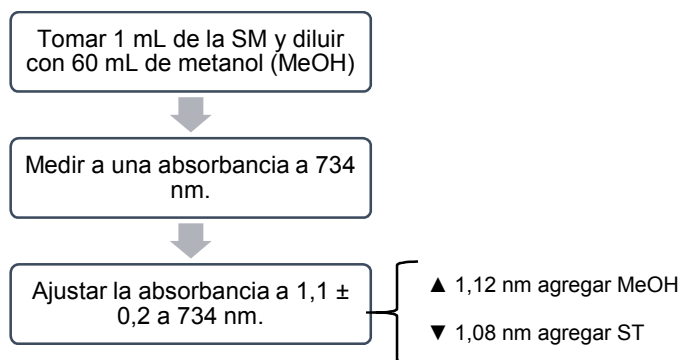 Tomar 1 mL de la SM y diluir
con 60 mL de metanol (MeOH)
Medir a una absorbancia a 734
nm.
Ajustar la absorbancia a 1,1 ±
0,2 a 734 nm.
▲ 1,12 nm agregar MeOH
▼ 1,08 nm agregar ST